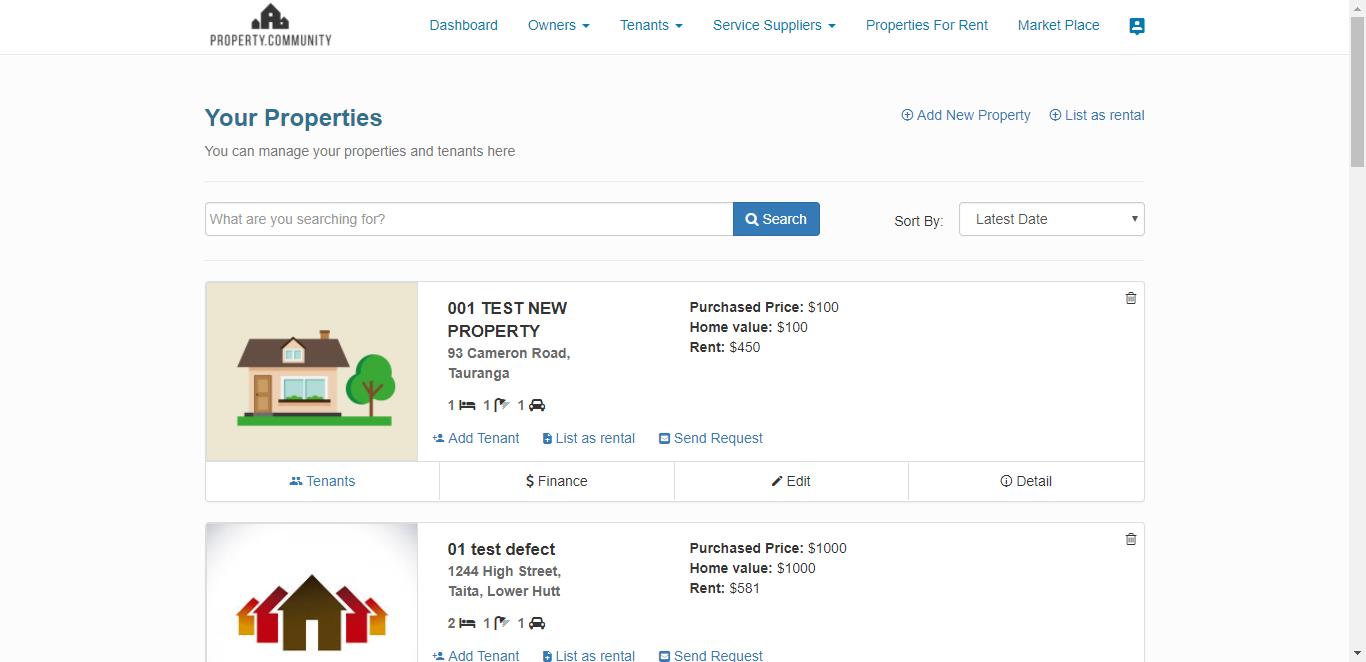 PROPERTY.COMMUNITY
Dashboard Owners Tenants Service Suppliers Properties For Rent Market Place
Your Properties
Add New Property List as rental
You can manage your properties and tenants here
What are you searching for? Search Sort By: Latest Date
001 TEST NEW
PROPERTY
93 Cameron Road,
Tauranga
1 1 1
Purchased Price: $100
Home value: $100
Rent: $450
Add Tenant List as rental Send Request
Tenants $ Finance Edit Detail
01 test defect
1244 High Street,
Taita, Lower Hutt
2 1 1
Purchased Price: $1000
Home value: $1000
Rent: $581
Add Tenant List as rental Send Request